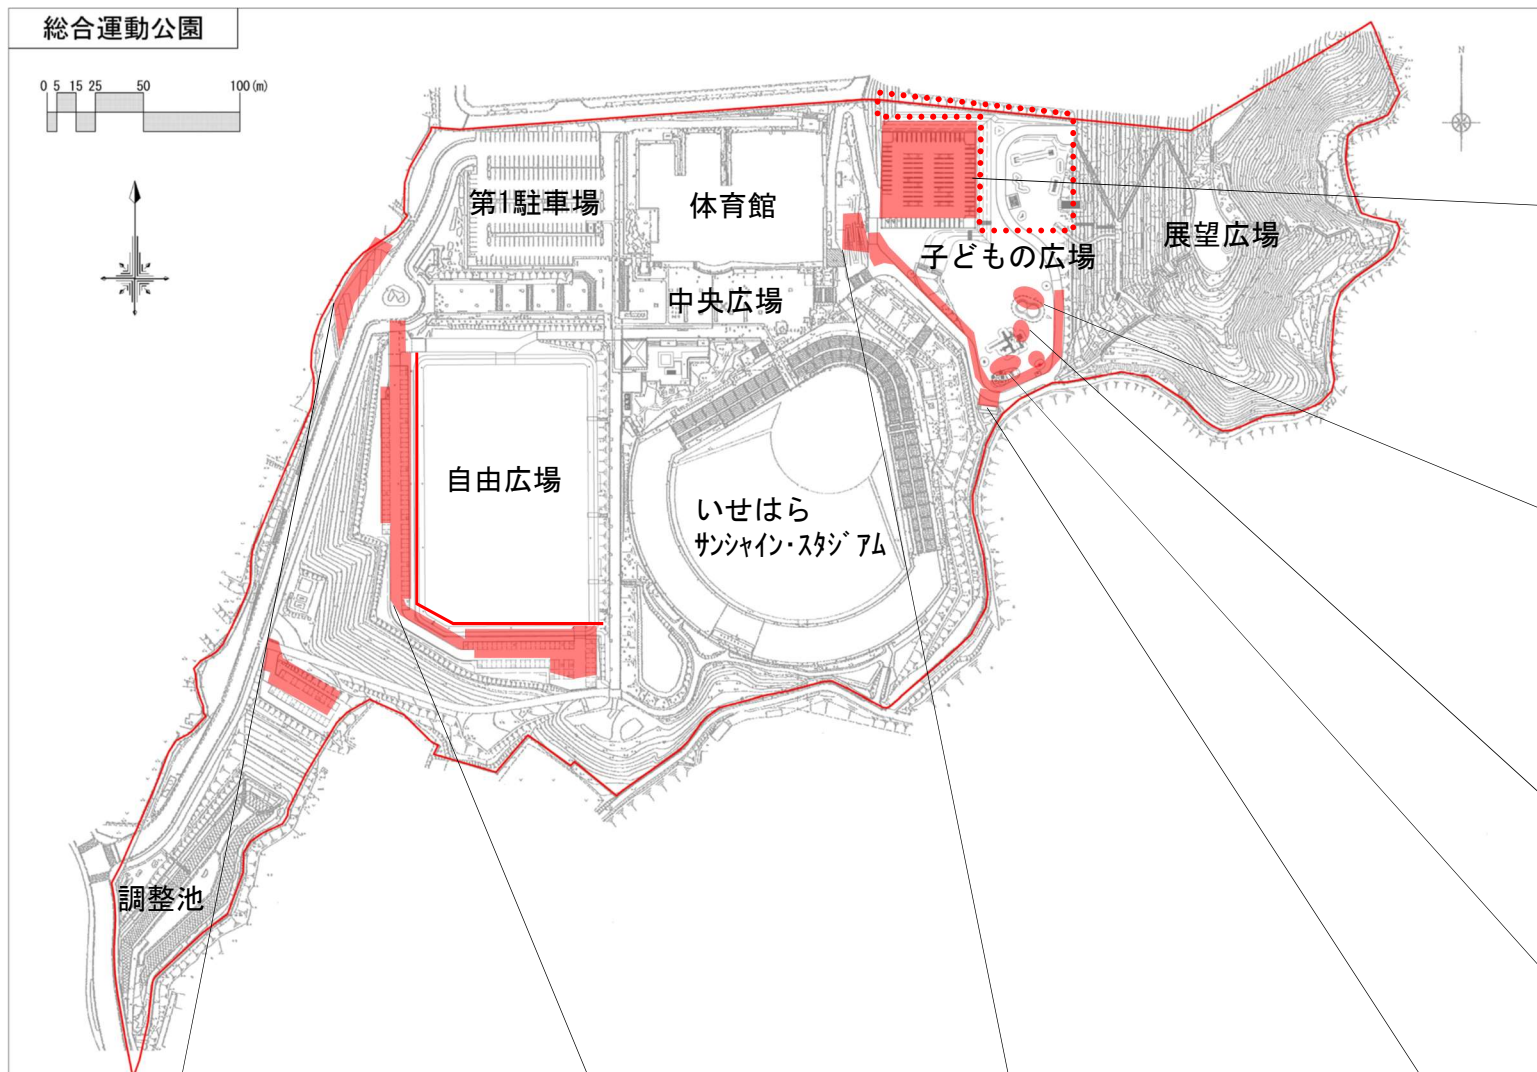 総合運動公園
0 5 15 25 50 100(m)
N
第1駐車場
体育館
子どもの広場
展望広場
中央広場
自由広場
いせはら
ｻﾝｼｬｲﾝ･ｽﾀｼﾞｱﾑ
調整池